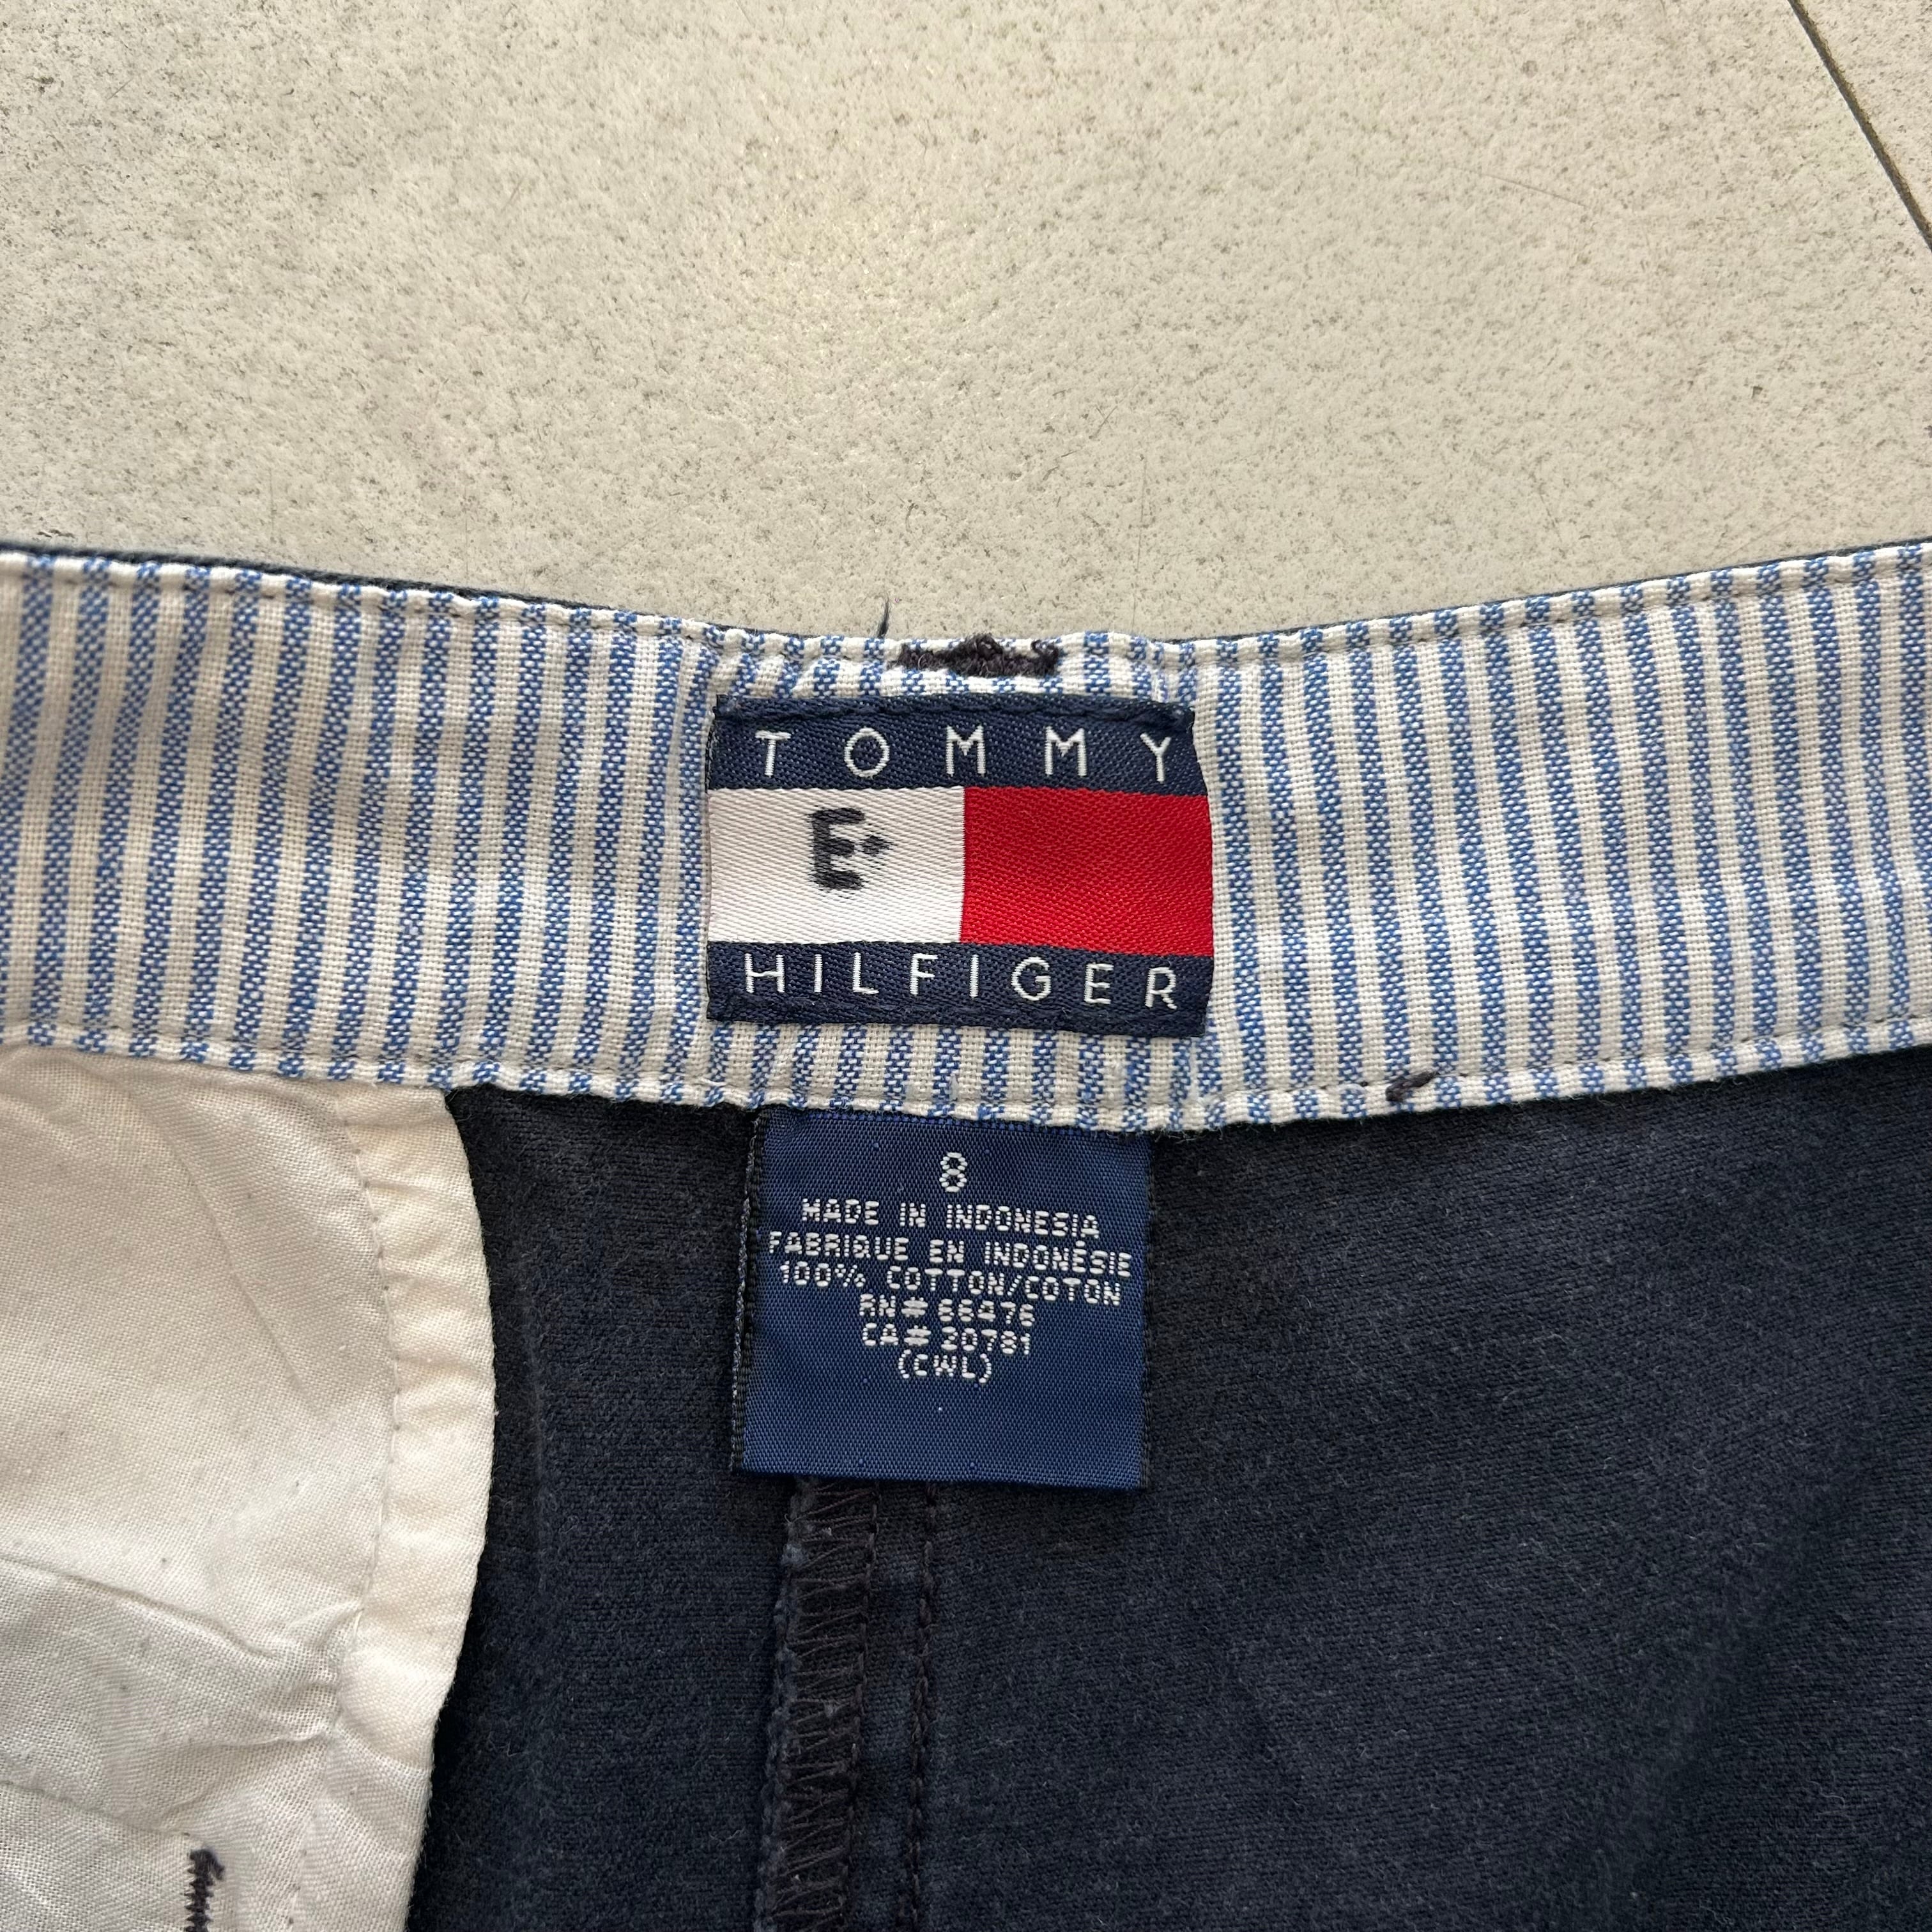 TOMMY
E
HILFIGER
8
MADE IN INDONESIA
FABRIQUE EN INDONÉSIE
100% COTTON/COTON
RN# 66476
CA# 20781
(CWL)